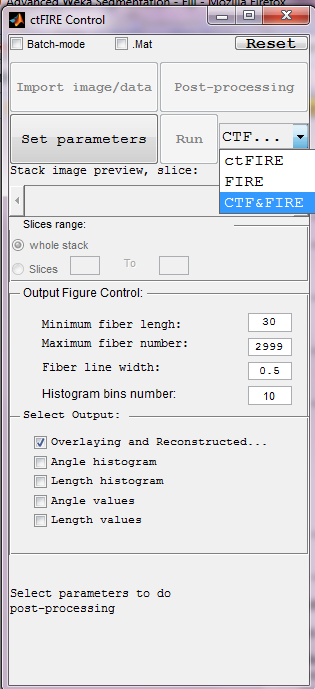 Advanced Weka Segmentation - Fiji - Mozilla Firefox
ctFIRE Control
Batch-mode .Mat Reset
Import image/data Post-processing
Set parameters Run CTF...
ctFIRE
FIRE
CTF&FIRE
Stack image preview, slice:
Slices range:
whole stack
Slices To
Output Figure Control:
Minimum fiber lengh: 30
Maximum fiber number: 2999
Fiber line width: 0.5
Histogram bins number: 10
Select Output:
Overlaying and Reconstructed...
Angle histogram
Length histogram
Angle values
Length values
Select parameters to do
post-processing